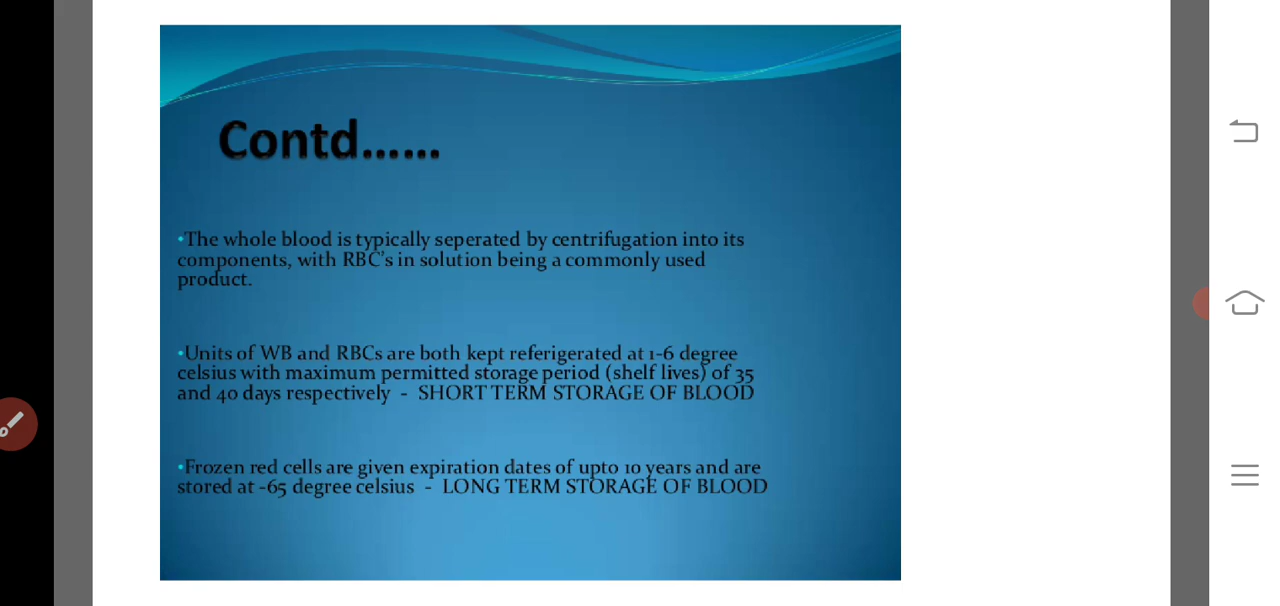 Contd......
•The whole blood is typically seperated by centrifugation into its
components, with RBC's in solution being a commonly used
product.
•Units of WB and RBCs are both kept referigerated at 1-6 degree
celsius with maximum permitted storage period (shelf lives) of 35
and 40 days respectively - SHORT TERM STORAGE OF BLOOD
•Frozen red cells are given expiration dates of upto 10 years and are
stored at -65 degree celsius - LONG TERM STORAGE OF BLOOD